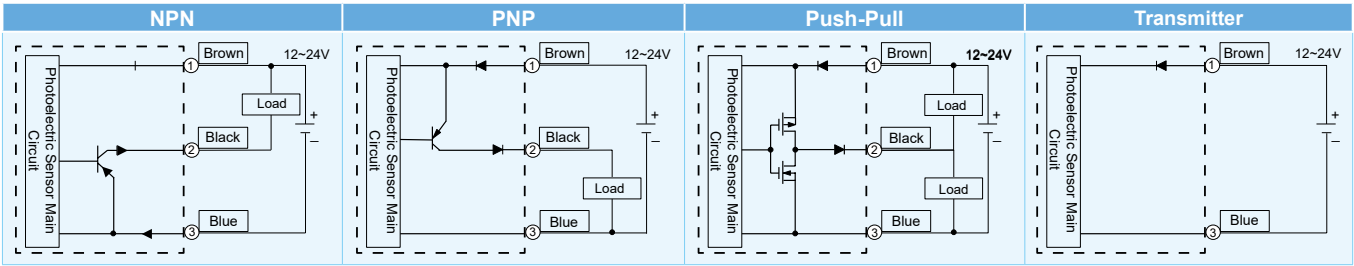 NPN
Photoelectric Sensor Main
Circuit
1
Brown
12~24V
Load
+
–
2
Black
3
Blue
PNP
Photoelectric Sensor Main
Circuit
1
Brown
12~24V
+
–
2
Black
Load
3
Blue
Push-Pull
Photoelectric Sensor Main
Circuit
1
Brown
12~24V
Load
+
–
2
Black
Load
3
Blue
Transmitter
Photoelectric Sensor Main
Circuit
1
Brown
12~24V
+
–
3
Blue